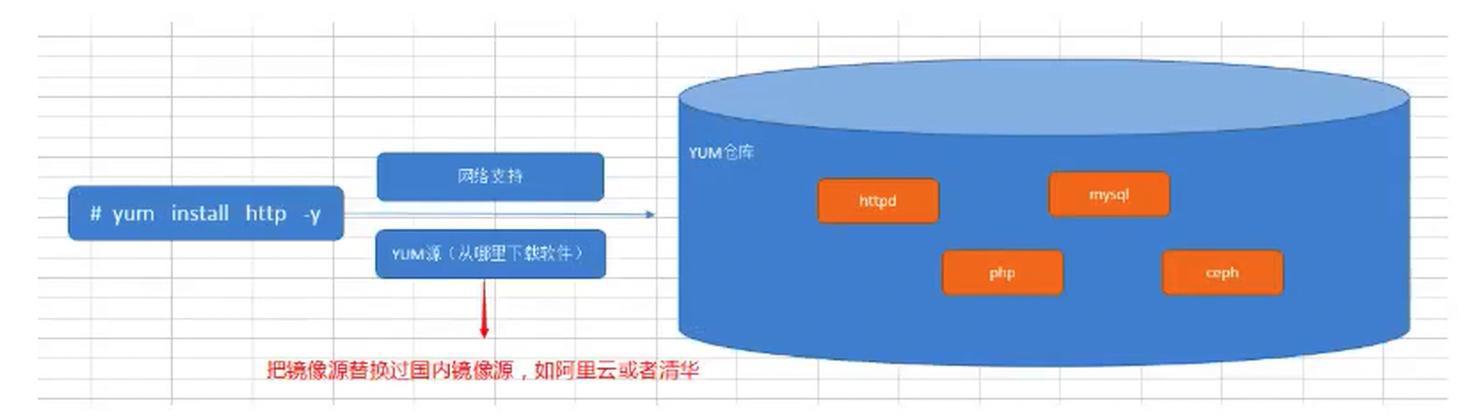 网络支持
# yum install http -y
YUM源（从哪里下载软件）
把镜像源替换过国内镜像源，如阿里云或者清华
YUM仓库
httpd
mysql
php
ceph